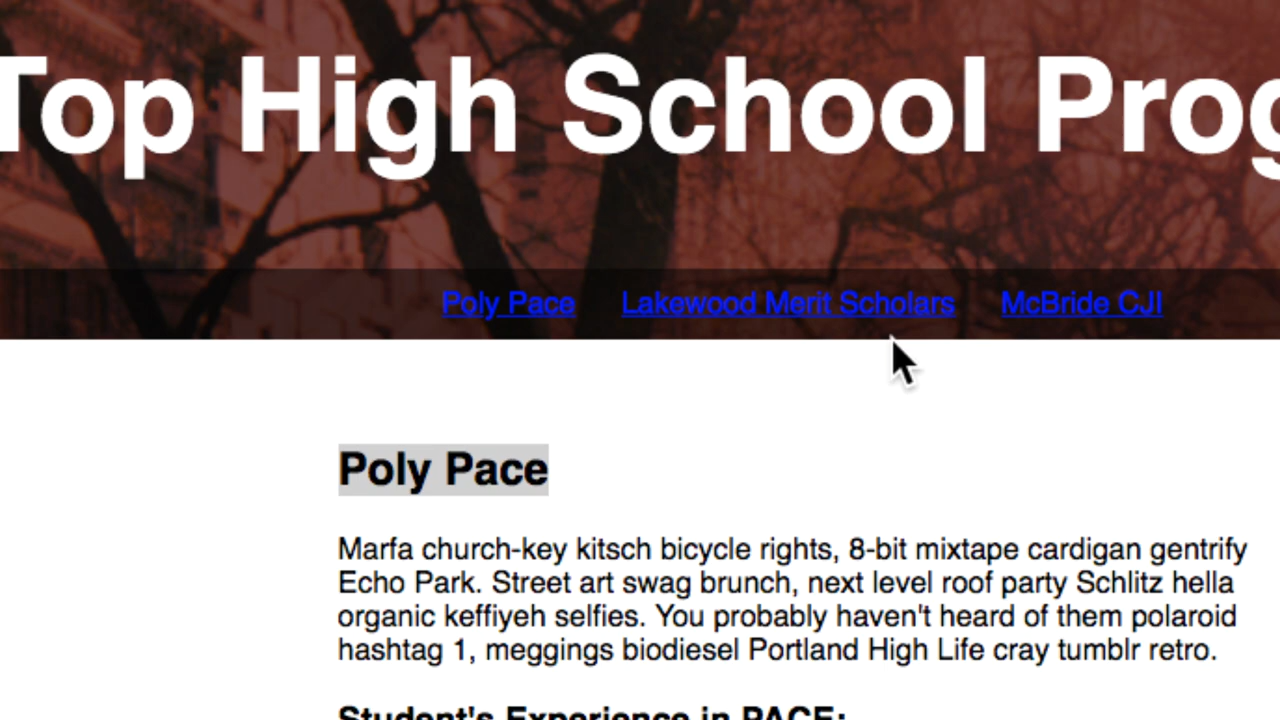 Top High School Prog
Poly Pace Lakewood Merit Scholars McBride CJI
Poly Pace
Marfa church-key kitsch bicycle rights, 8-bit mixtape cardigan gentrify
Echo Park. Street art swag brunch, next level roof party Schlitz hella
organic keffiyeh selfies. You probably haven't heard of them polaroid
hashtag 1, meggings biodiesel Portland High Life cray tumblr retro.
Student's Experience in PACE: